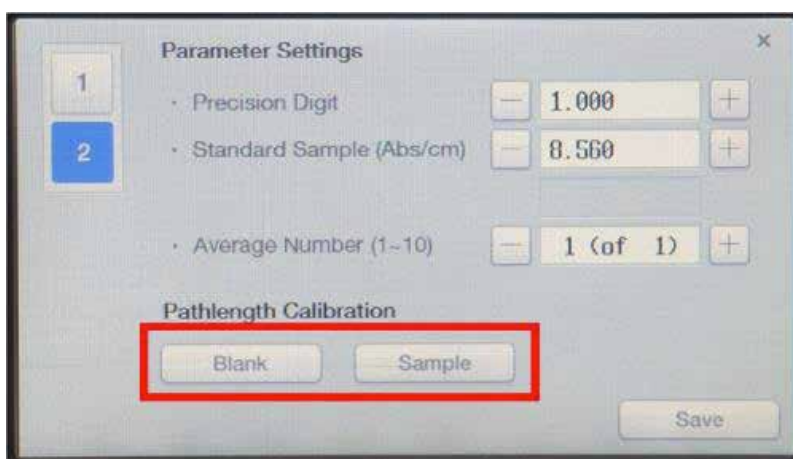 Parameter Settings ×
1
· Precision Digit − 1.000 +
2
· Standard Sample (Abs/cm) − 8.560 +
· Average Number (1~10) − 1 (of 1) +
Pathlength Calibration
Blank Sample
Save